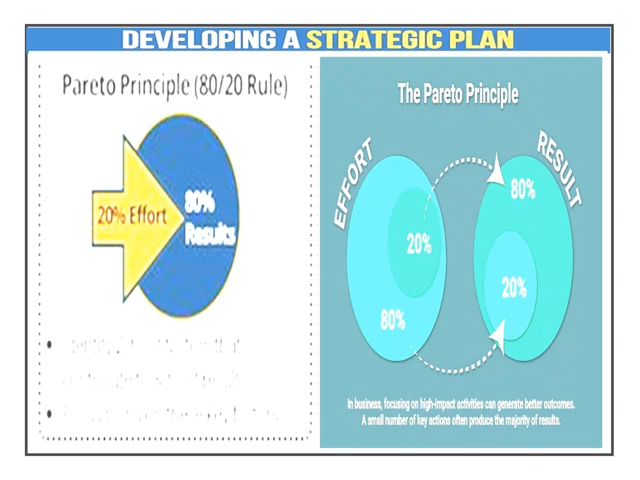 DEVELOPING A STRATEGIC PLAN
Pareto Principle (80/20 Rule)
20% Effort
80%
Results
The Pareto Principle
EFFORT
RESULT
80%
20%
20%
80%
In business, focusing on high-impact activities can generate better outcomes.
A small number of key actions often produce the majority of results.